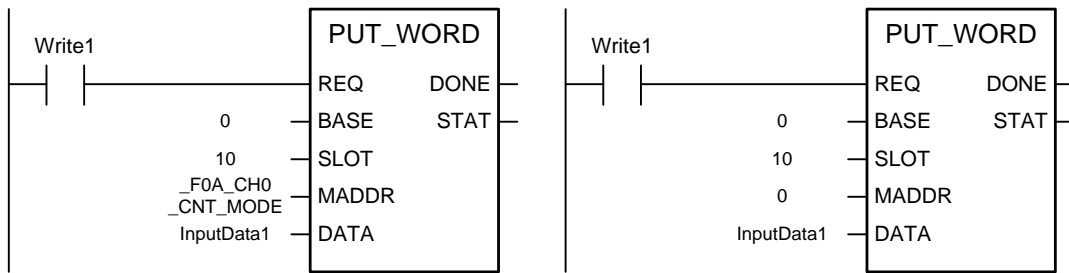 PUT_WORD
Write1
REQ DONE
0 BASE STAT
10 SLOT
_F0A_CH0
_CNT_MODE MADDR
InputData1 DATA
PUT_WORD
Write1
REQ DONE
0 BASE STAT
10 SLOT
0 MADDR
InputData1 DATA